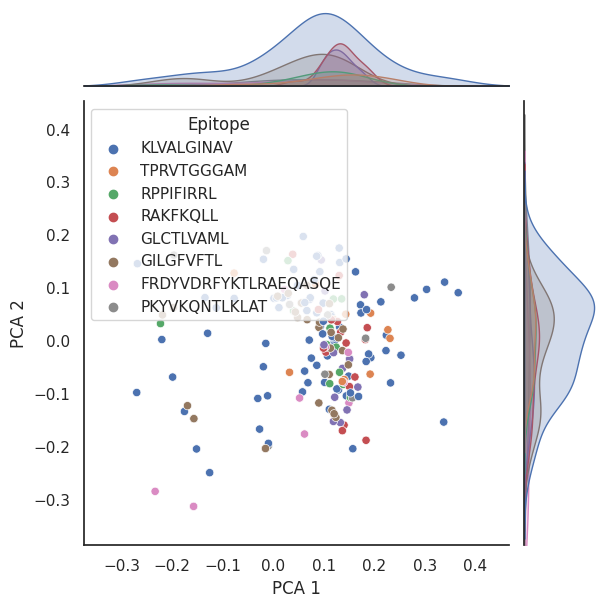 Epitope
KLVALGINAV
TPRVTGGGAM
RPPIFIRRL
RAKFKQLL
GLCTLVAML
GILGFVFTL
FRDYVDRFYKTLRAEQASQE
PKYVKQNTLKLAT
0.4
0.3
0.2
0.1
0.0
−0.1
−0.2
−0.3
PCA 2
−0.3 −0.2 −0.1 0.0 0.1 0.2 0.3 0.4
PCA 1